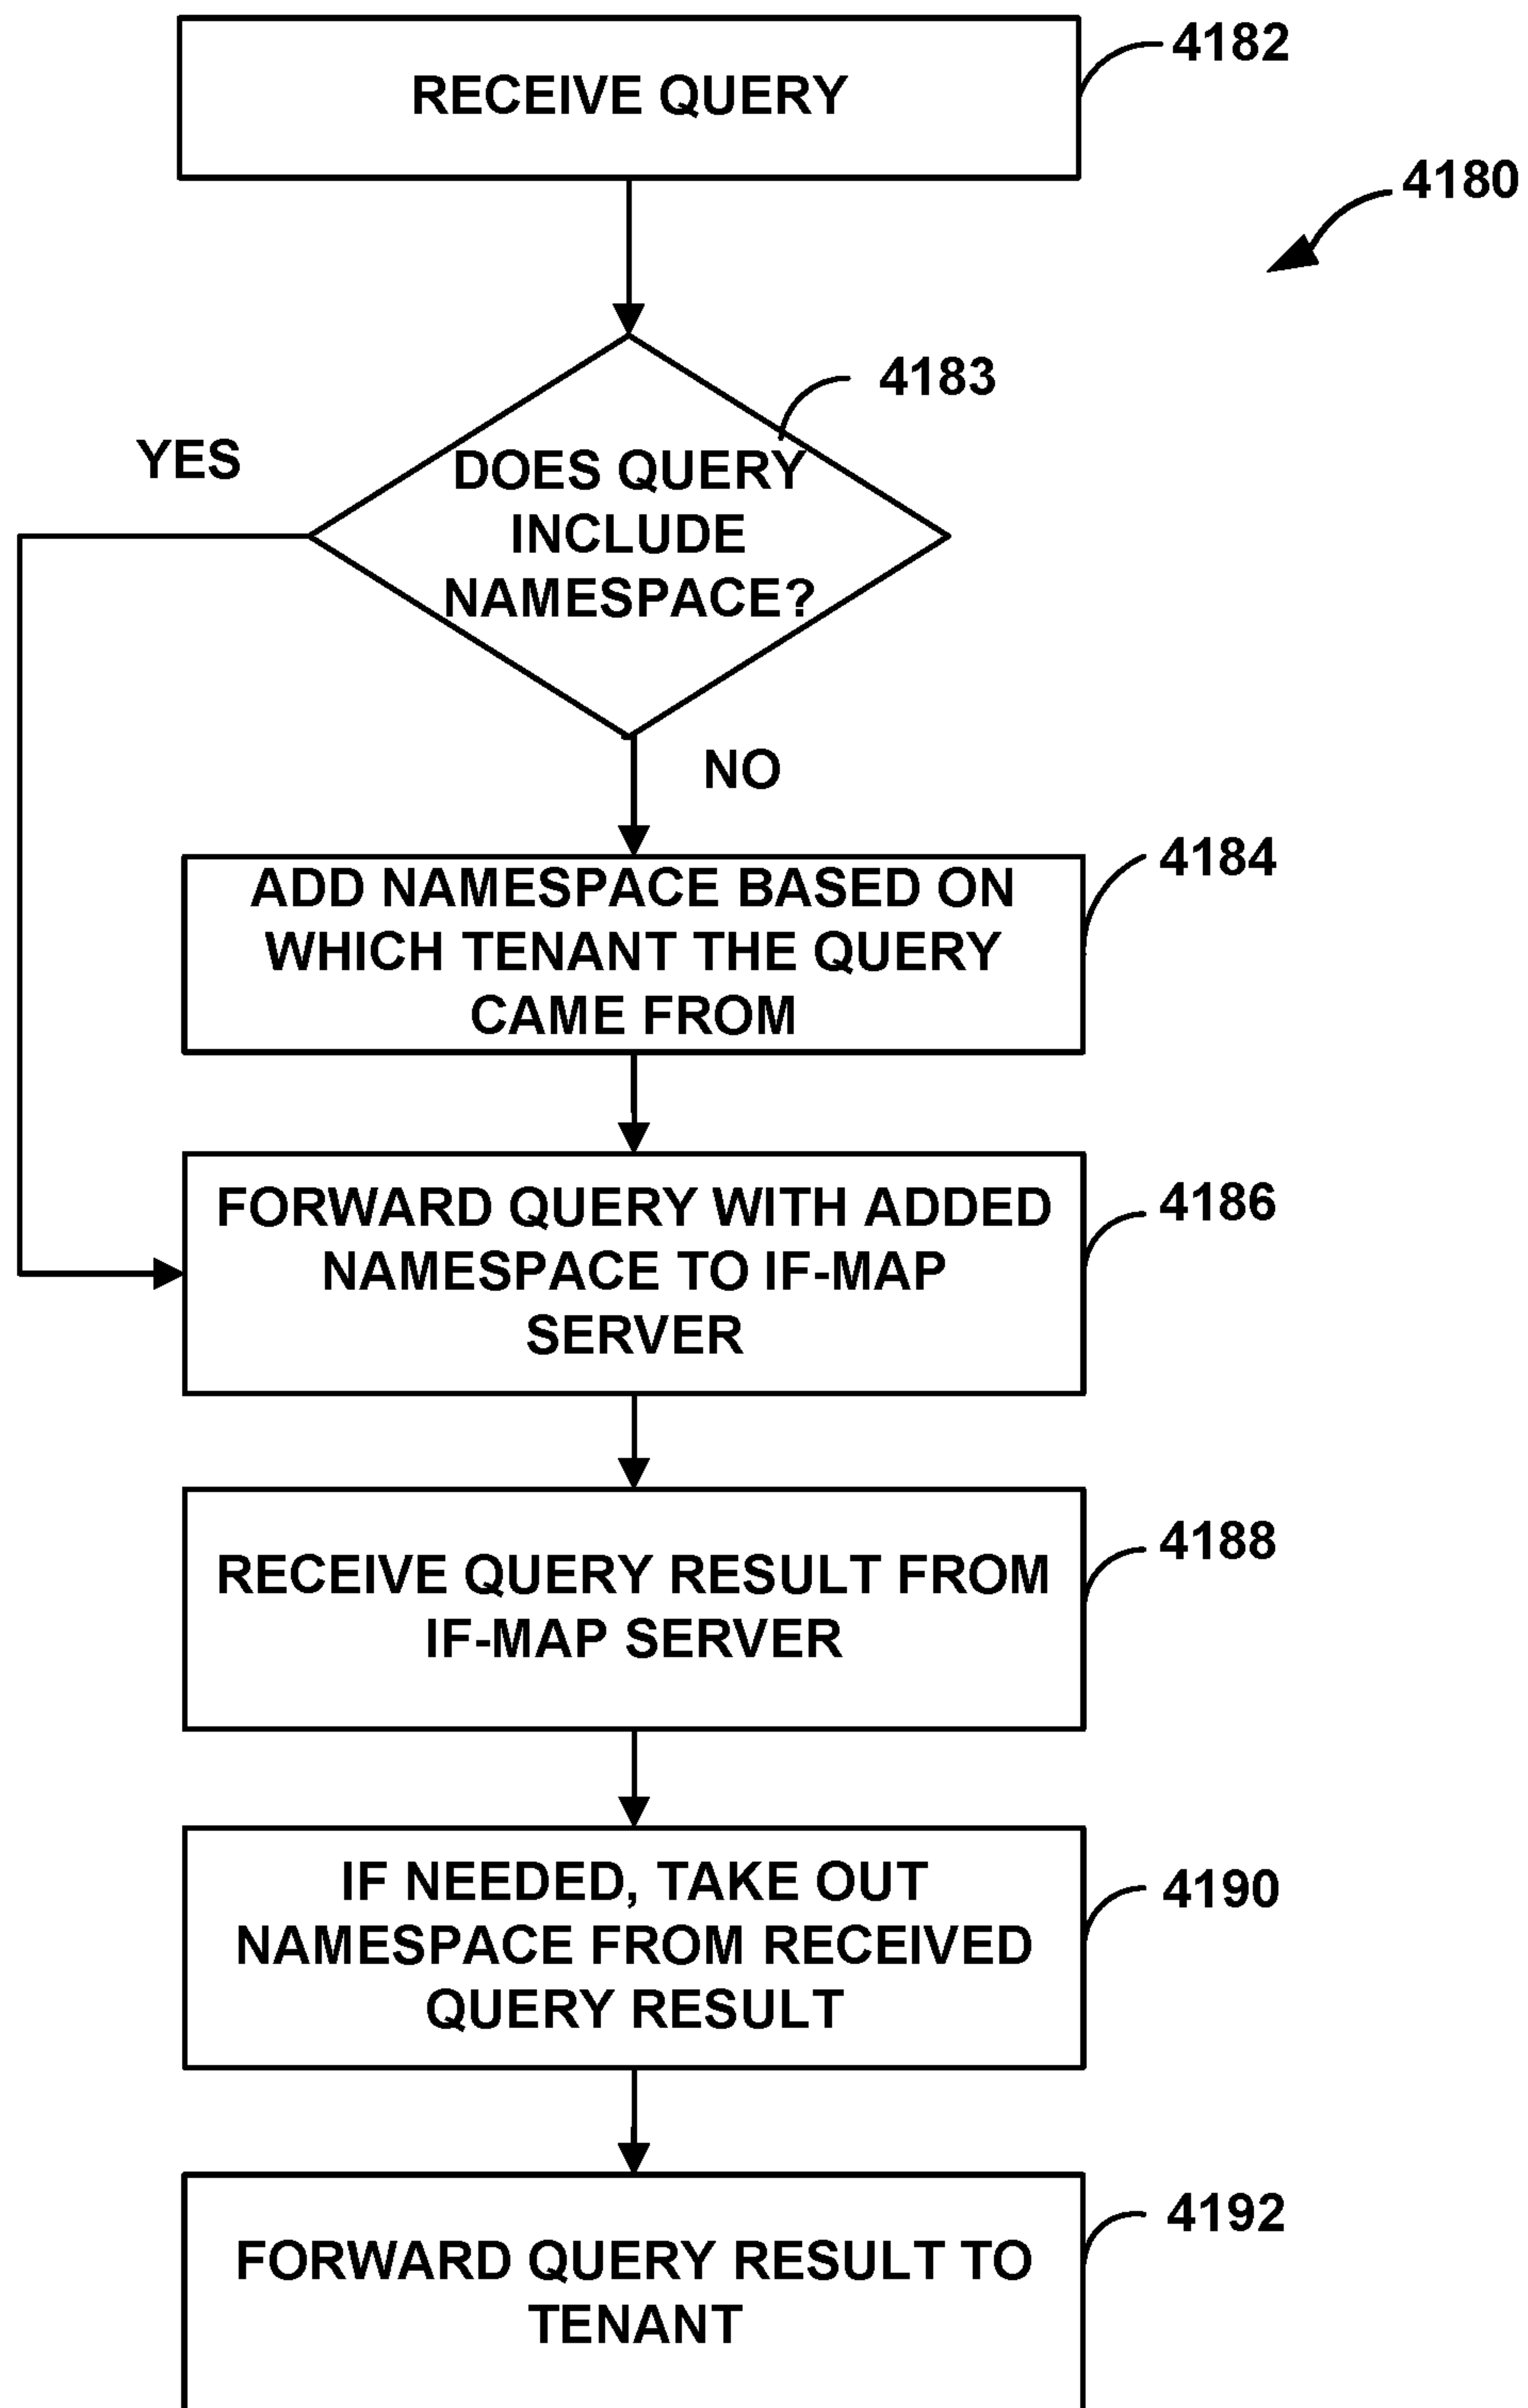 RECEIVE QUERY
4182
4180
4183
YES
DOES QUERY
INCLUDE
NAMESPACE?
NO
4184
ADD NAMESPACE BASED ON
WHICH TENANT THE QUERY
CAME FROM
4186
FORWARD QUERY WITH ADDED
NAMESPACE TO IF-MAP
SERVER
4188
RECEIVE QUERY RESULT FROM
IF-MAP SERVER
4190
IF NEEDED, TAKE OUT
NAMESPACE FROM RECEIVED
QUERY RESULT
4192
FORWARD QUERY RESULT TO
TENANT